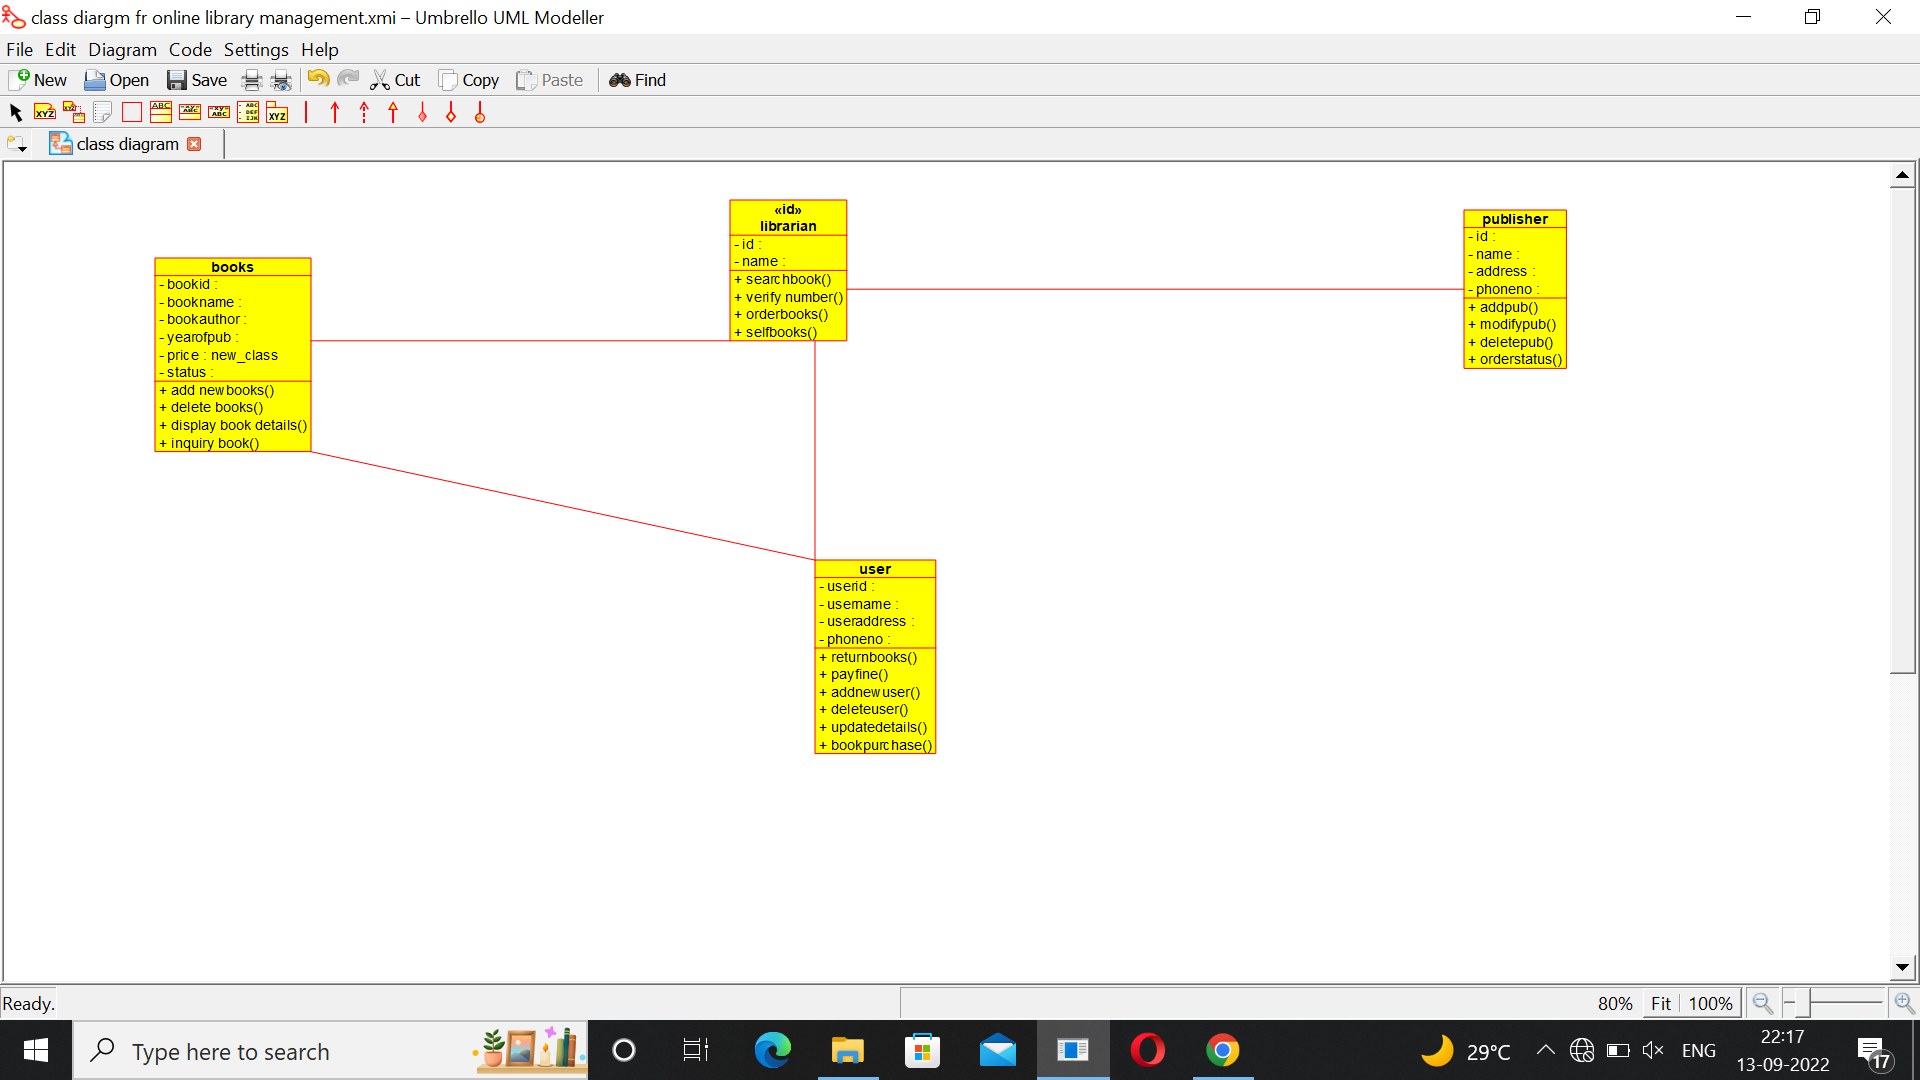 class diargm fr online library management.xmi – Umbrello UML Modeller
File Edit Diagram Code Settings Help
New Open Save Cut Copy Paste Find
class diagram
«id»
librarian
- id :
- name :
+ searchbook()
+ verify number()
+ orderbooks()
+ selfbooks()
publisher
- id :
- name :
- address :
- phoneno :
+ addpub()
+ modifypub()
+ deletepub()
+ orderstatus()
books
- bookid :
- bookname :
- bookauthor :
- yearofpub :
- price : new_class
- status :
+ add newbooks()
+ delete books()
+ display book details()
+ inquiry book()
user
- userid :
- username :
- useraddress :
- phoneno :
+ returnbooks()
+ payfine()
+ addnewuser()
+ deleteuser()
+ updatedetails()
+ bookpurchase()
Ready.
80% Fit 100%
Type here to search
29°C
ENG
22:17
13-09-2022
17